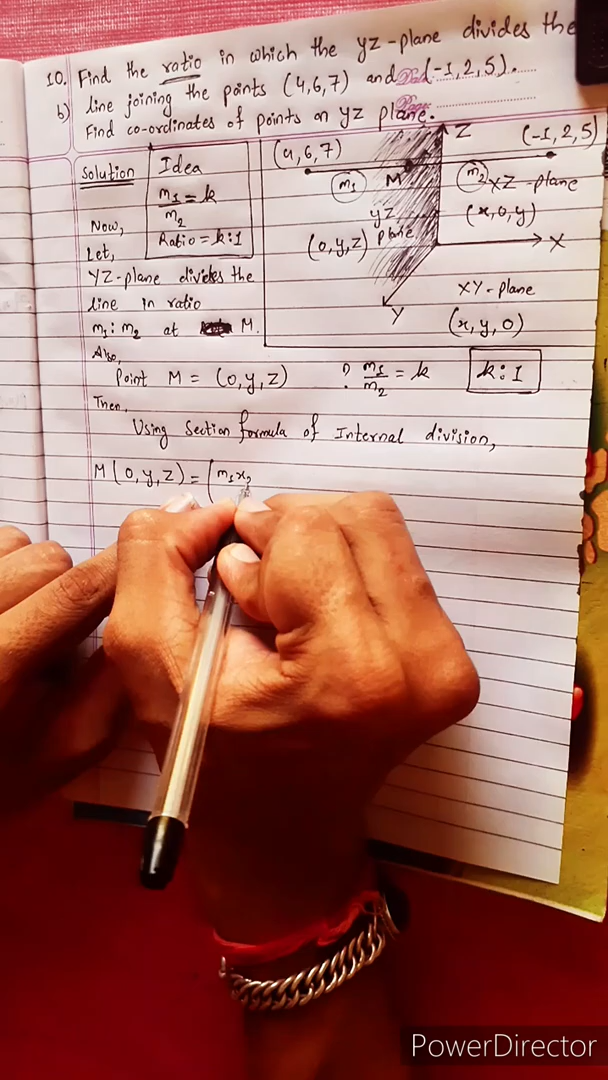 10. Find the ratio in which the yz-plane divides the
b) line joining the points (4,6,7) and (-1,2,5).
Find co-ordinates of points on yz plane.
Solution
Idea
m₁/m₂ = k
Ratio = k:1
(4,6,7)
Z
(-1,2,5)
m₁
M
m₂
XZ-plane
(x,0,y)
yz
plane
(0,y,z)
X
XY-plane
Y
(x,y,0)
Now,
Let,
YZ-plane divides the
line in ratio
m₁:m₂ at M.
Also,
Point M = (0,y,z) ∴ m₁/m₂ = k k:1
Then,
Using Section formula of Internal division,
M(0,y,z) = (m₁x₂
PowerDirector